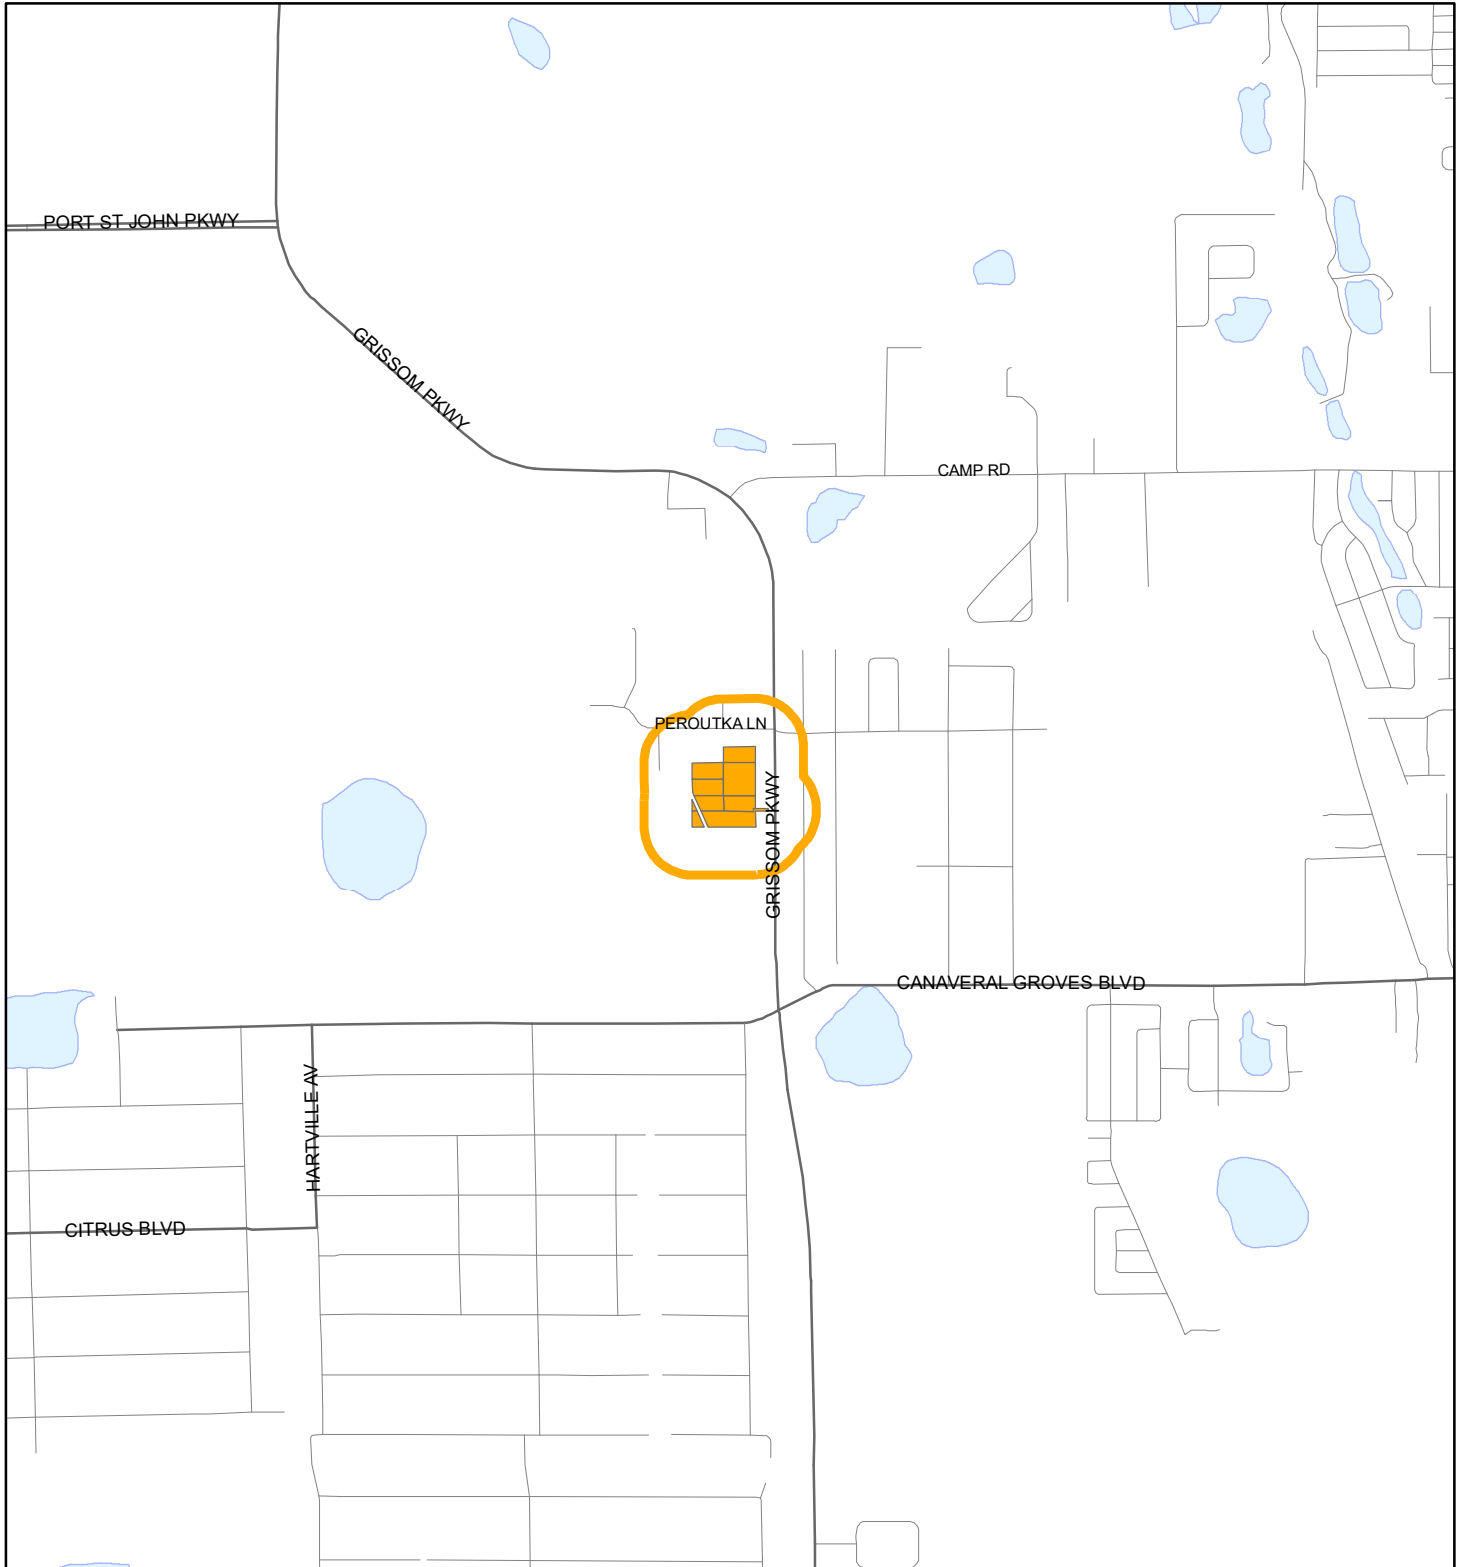 PORT ST JOHN PKWY
GRISSOM PKWY
CAMP RD
PEROUTKA LN
GRISSOM PKWY
CANAVERAL GROVES BLVD
HARTVILLE AV
CITRUS BLVD